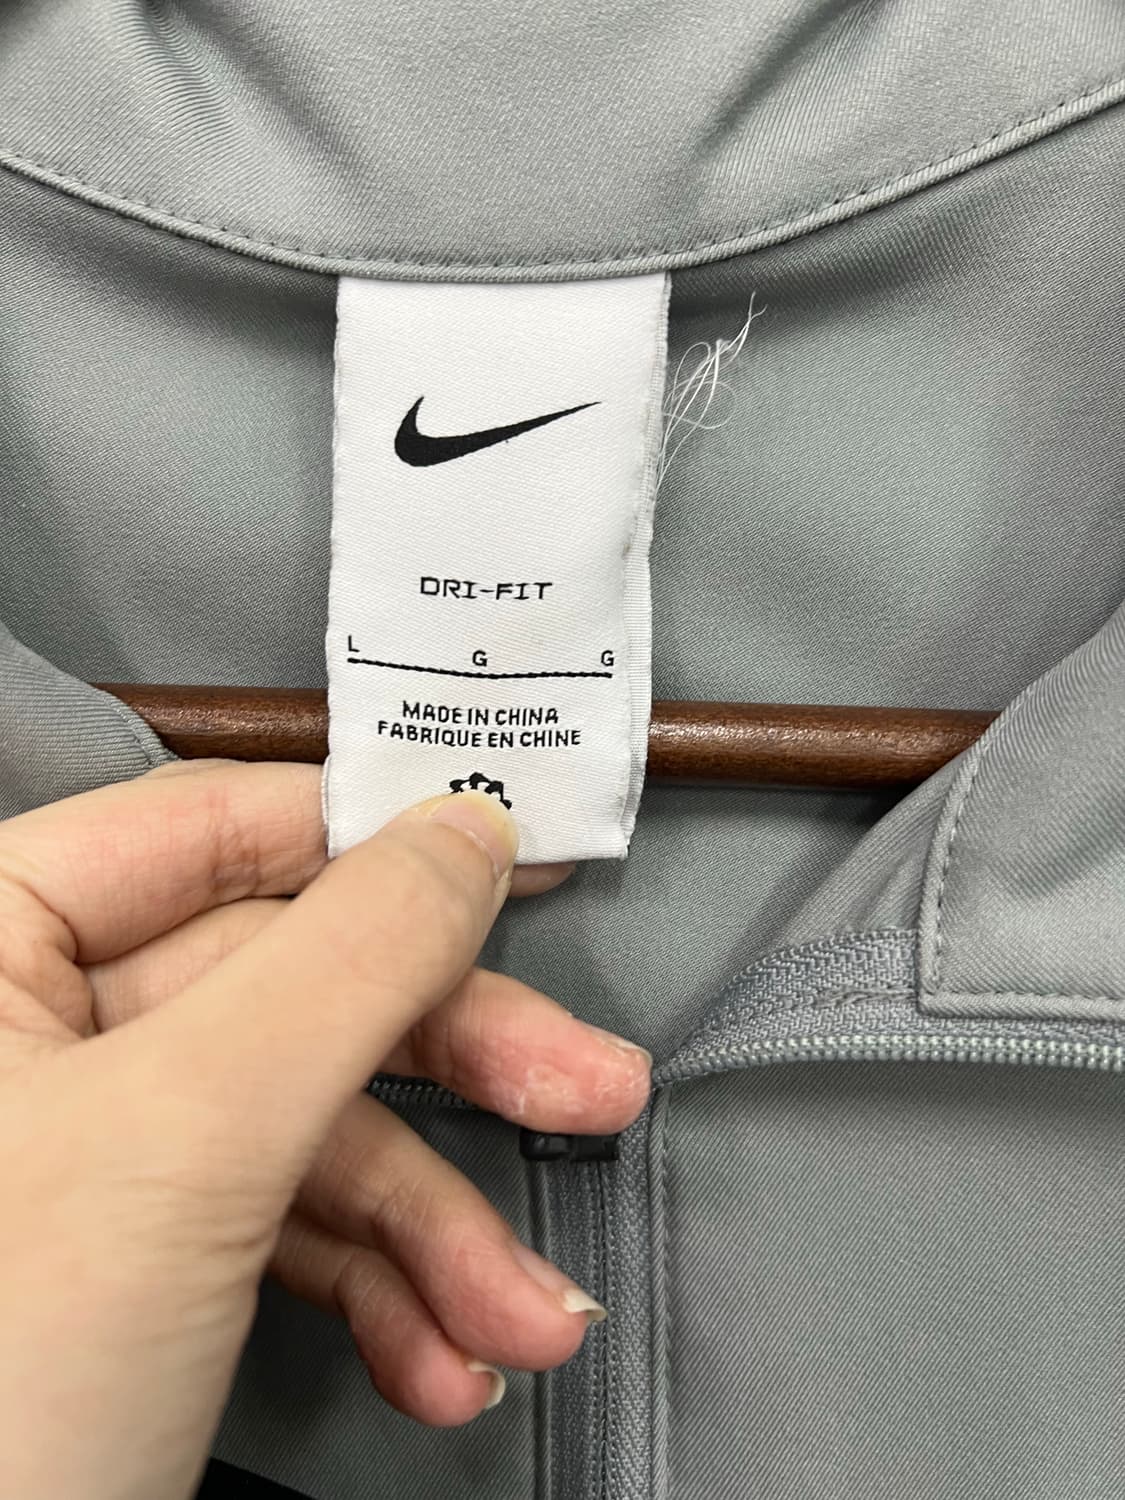 DRI-FIT
L G G
MADE IN CHINA
FABRIQUE EN CHINE